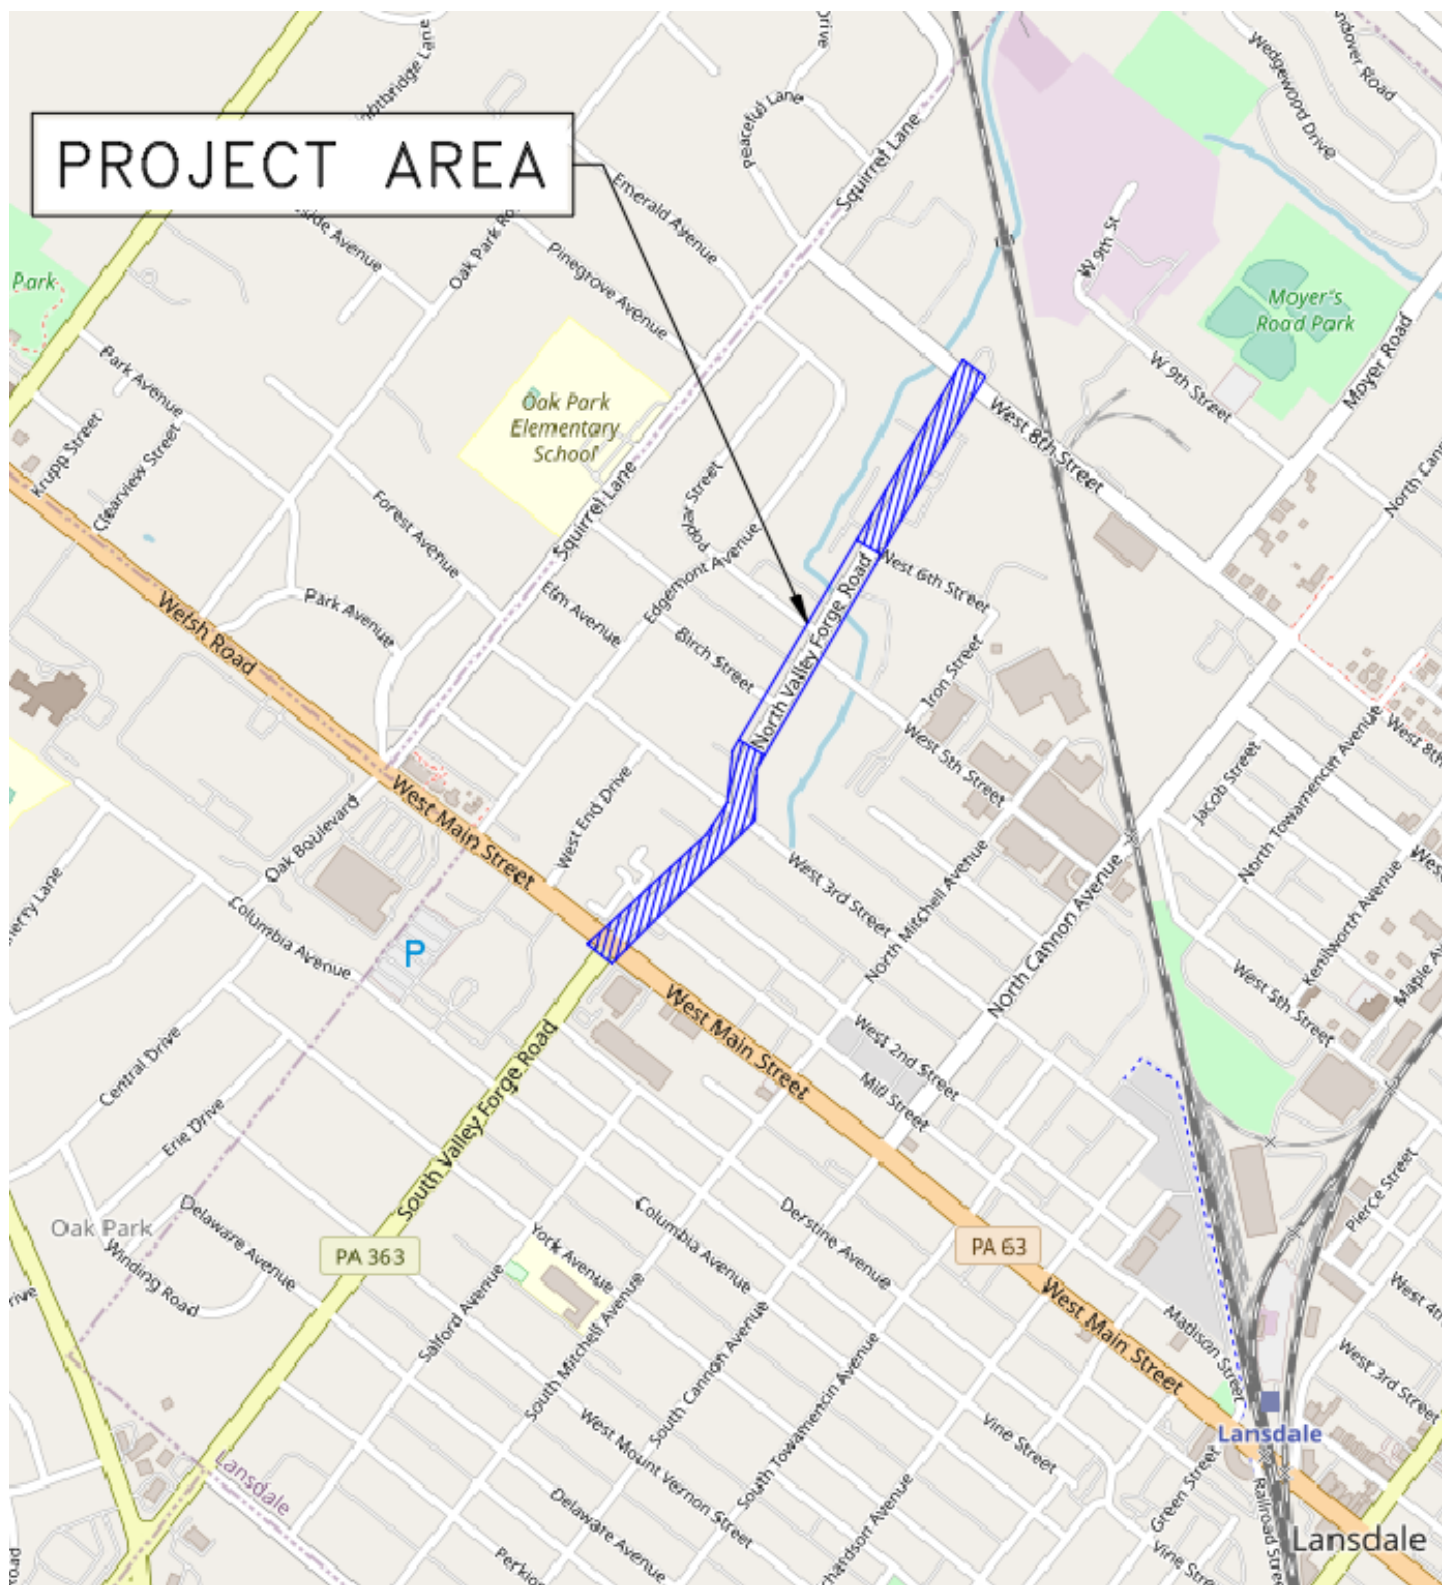 Drive
Andover Road
Wedgewood Drive
Peaceful Lane
Squirrel Lane
PROJECT AREA
Emerald Avenue
Oak Park
Pinegrove Avenue
W 9th St
Park
Moyer's
Road Park
Park Avenue
W 9th Street
Moyer Road
Oak Park
Elementary
School
West 8th Street
Krupp Street
Clearview Street
Forest Avenue
Squirrel Lane
Poplar Street
Edgemont Avenue
West 6th Street
North Valley Forge Road
Park Avenue
Elm Avenue
Birch Street
Welsh Road
Iron Street
West 5th Street
Jacob Street
North Towamencin Avenue
West 8th
West Main Street
West End Drive
Oak Boulevard
West 3rd Street
North Mitchell Avenue
North Cannon Avenue
Kenilworth Avenue
Columbia Avenue
P
West 5th Street
West Main Street
West 2nd Street
Mill Street
South Valley Forge Road
Central Drive
Erie Drive
Pierce Street
Oak Park
Delaware Avenue
Winding Road
PA 363
York Avenue
Columbia Avenue
Derstine Avenue
PA 63
West 4th
Salford Avenue
South Mitchell Avenue
South Cannon Avenue
South Towamencin Avenue
West Main Street
Madison Street
West 3rd Street
Lansdale
West Mount Vernon Street
Vine Street
Lansdale
Green Street
Railroad Street
Delaware Avenue
Vine Street
Lansdale